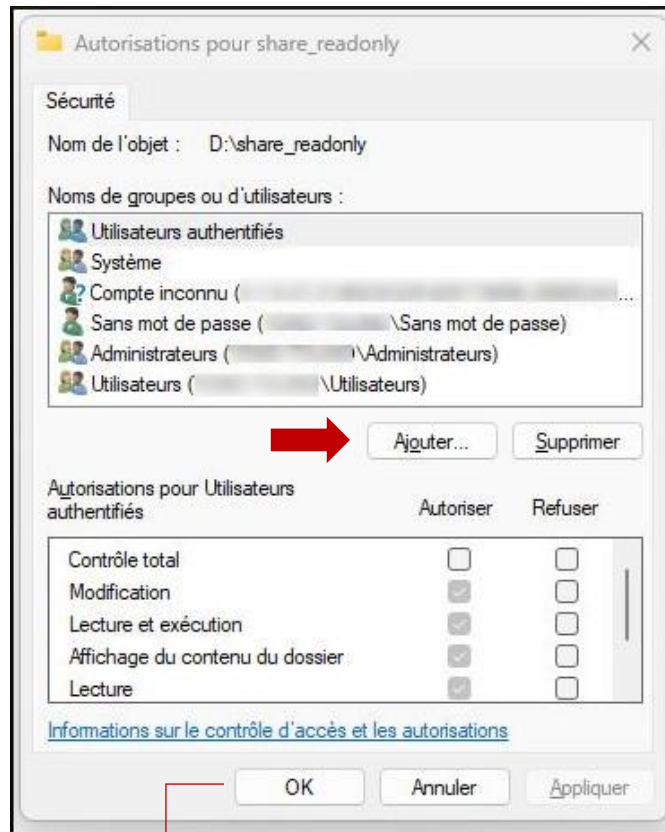 Autorisations pour share_readonly
Sécurité
Nom de l'objet : D:\share_readonly
Noms de groupes ou d'utilisateurs :
Utilisateurs authentifiés
Système
Compte inconnu ( ...
Sans mot de passe ( \Sans mot de passe)
Administrateurs ( \Administrateurs)
Utilisateurs ( \Utilisateurs)
Ajouter... Supprimer
Autorisations pour Utilisateurs
authentifiés Autoriser Refuser
Contrôle total
Modification
Lecture et exécution
Affichage du contenu du dossier
Lecture
Informations sur le contrôle d'accès et les autorisations
OK Annuler Appliquer